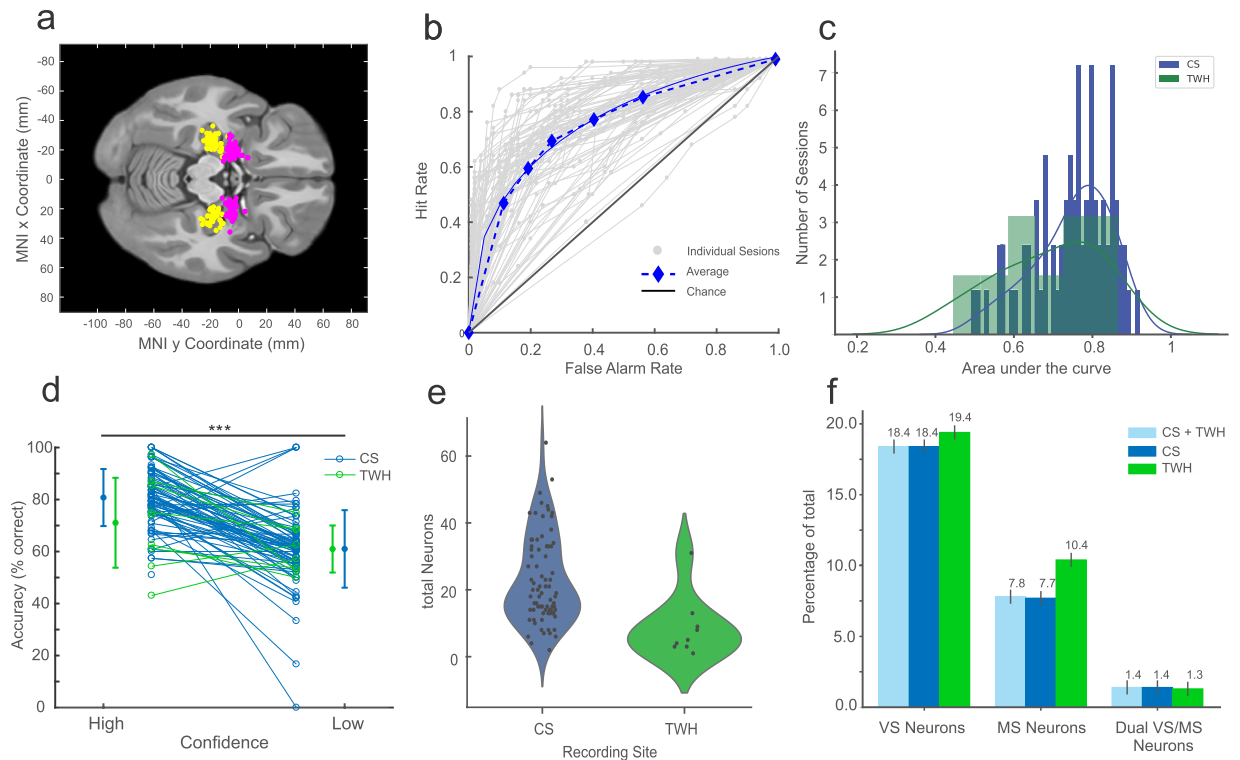 a
MNI x Coordinate (mm)
-80
-60
-40
-20
0
20
40
60
80
-100 -80 -60 -40 -20 0 20 40 60 80
MNI y Coordinate (mm)
b
Hit Rate
1
0.8
0.6
0.4
0.2
0
0 0.2 0.4 0.6 0.8 1.0
False Alarm Rate
Individual Sesions
Average
Chance
c
Number of Sessions
7
6
5
4
3
2
1
0.2 0.4 0.6 0.8 1
Area under the curve
CS
TWH
d
Accuracy (% correct)
100
80
60
40
20
0
***
CS
TWH
High Low
Confidence
e
total Neurons
60
40
20
0
CS TWH
Recording Site
f
Percentage of total
20.0
15.0
10.0
5.0
0.0
18.4 18.4 19.4
7.8 7.7 10.4
1.4 1.4 1.3
CS + TWH
CS
TWH
VS Neurons MS Neurons Dual VS/MS
Neurons